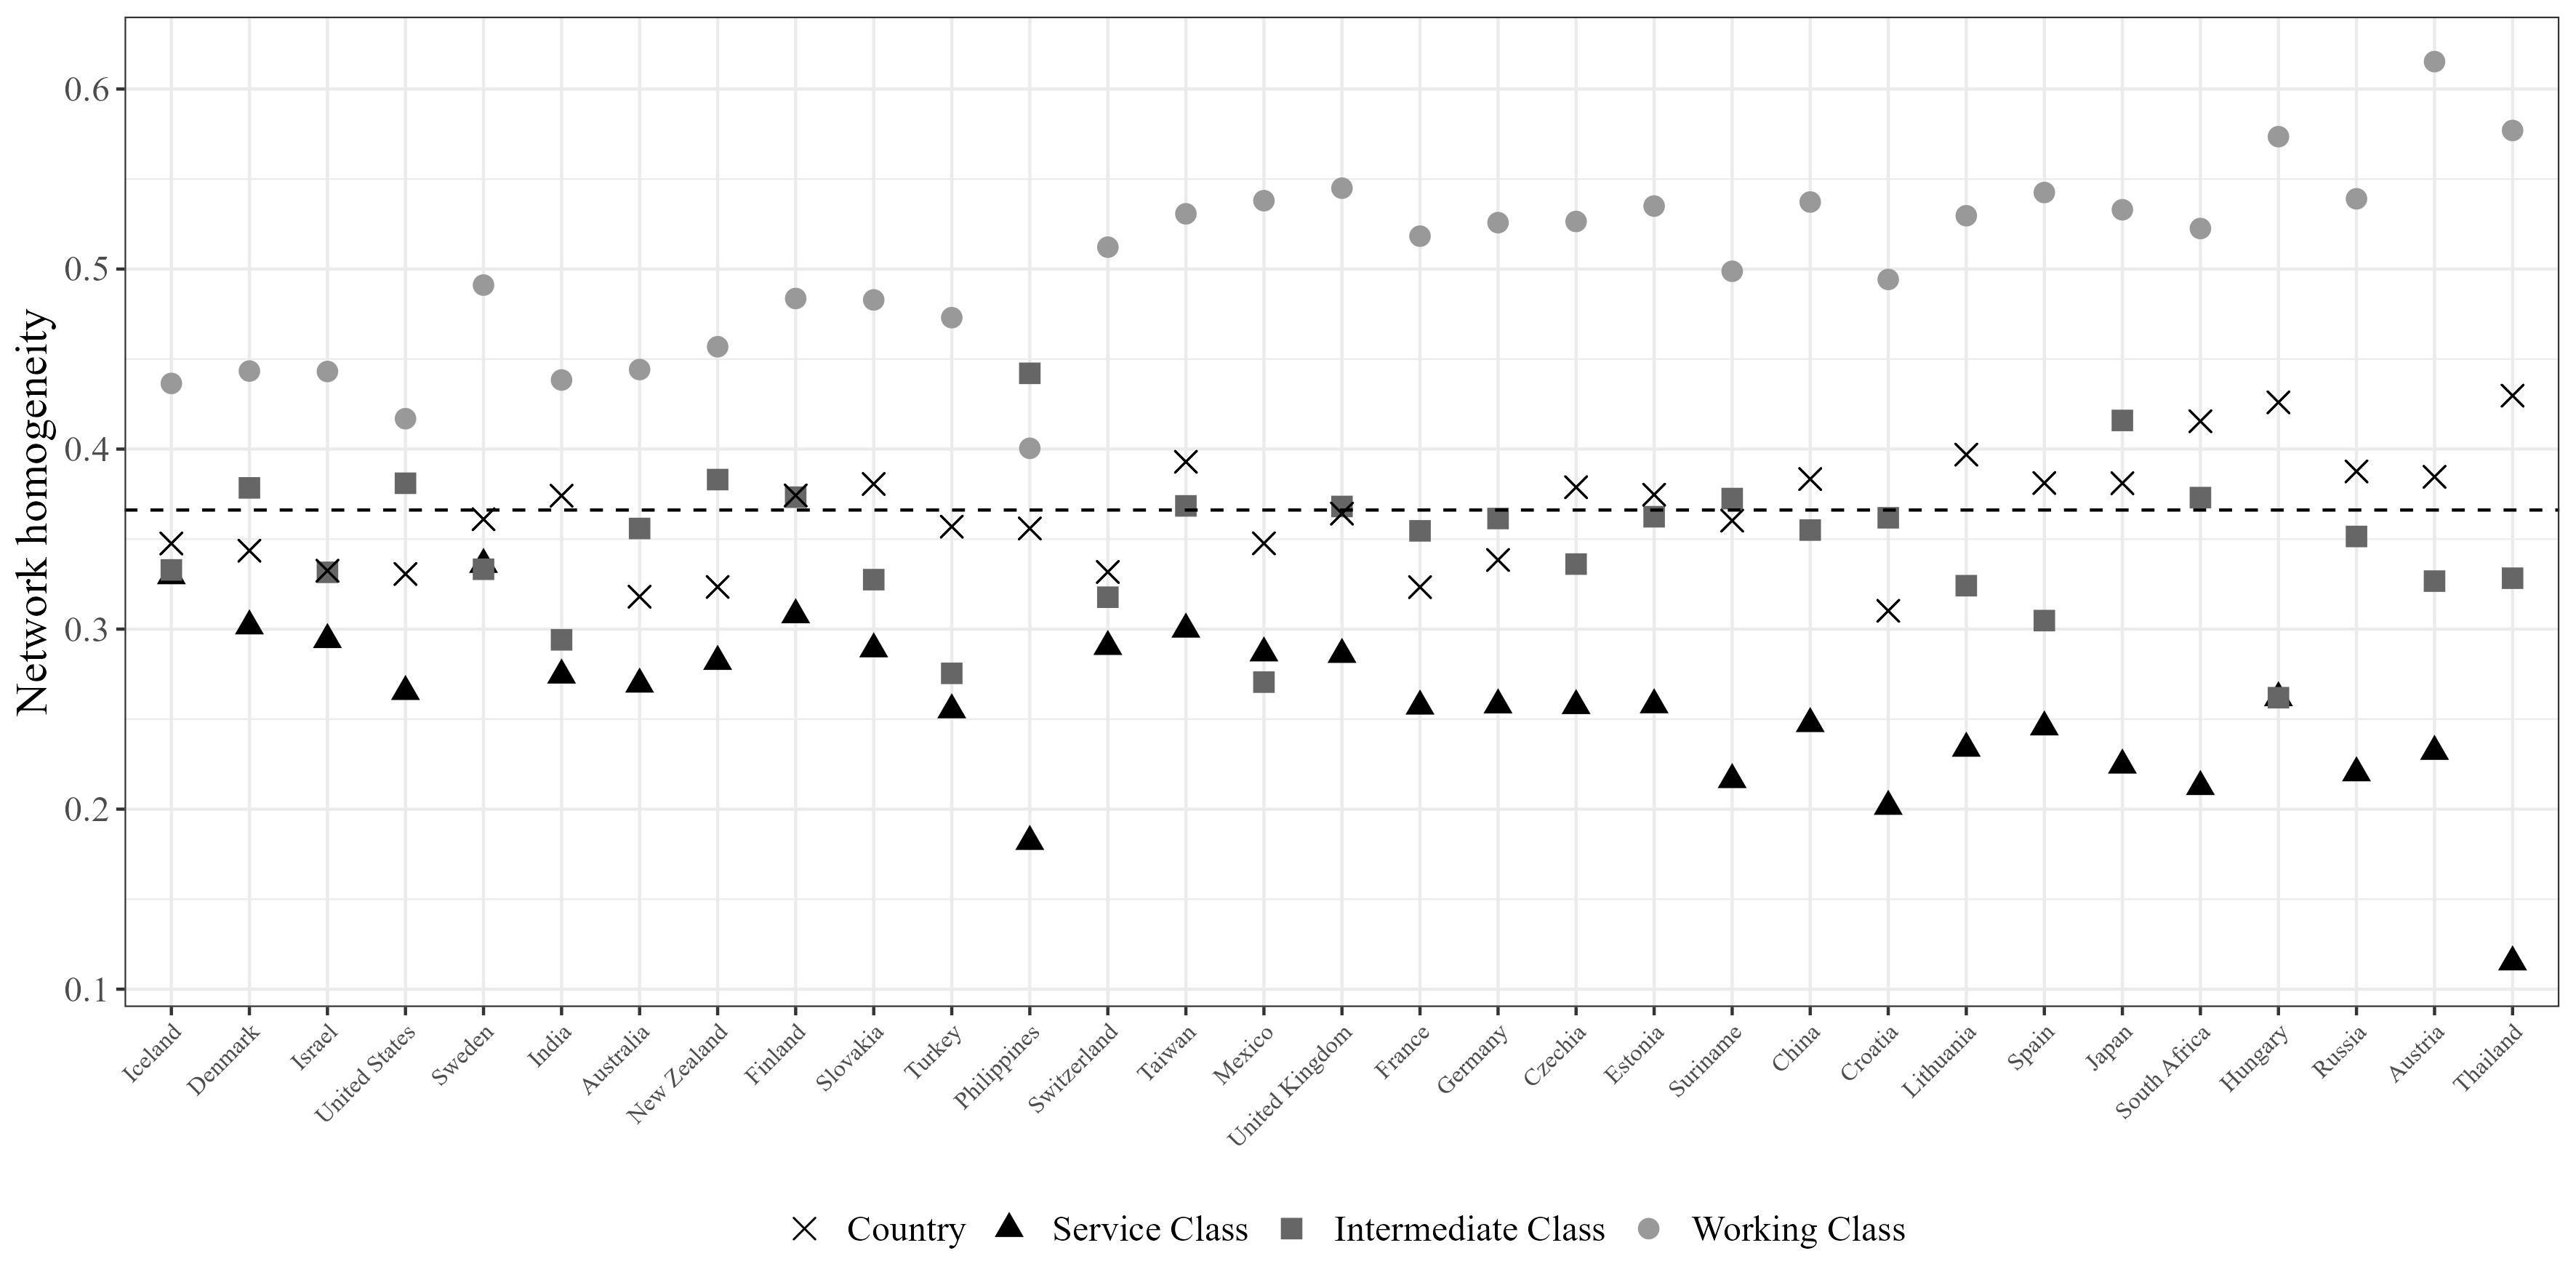 Network homogeneity
0.6
0.5
0.4
0.3
0.2
0.1
Iceland
Denmark
Israel
United States
Sweden
India
Australia
New Zealand
Finland
Slovakia
Turkey
Philippines
Switzerland
Taiwan
Mexico
United Kingdom
France
Germany
Czechia
Estonia
Suriname
China
Croatia
Lithuania
Spain
Japan
South Africa
Hungary
Russia
Austria
Thailand
Country Service Class Intermediate Class Working Class